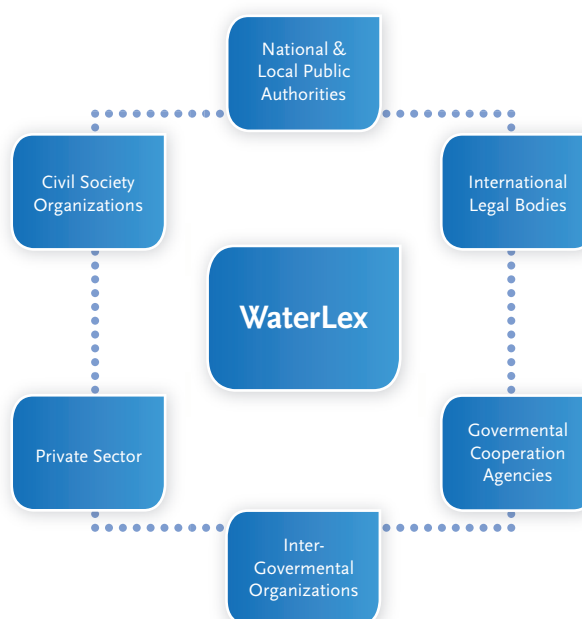 National &
Local Public
Authorities
Civil Society
Organizations
International
Legal Bodies
WaterLex
Private Sector
Govermental
Cooperation
Agencies
Inter-
Govermental
Organizations